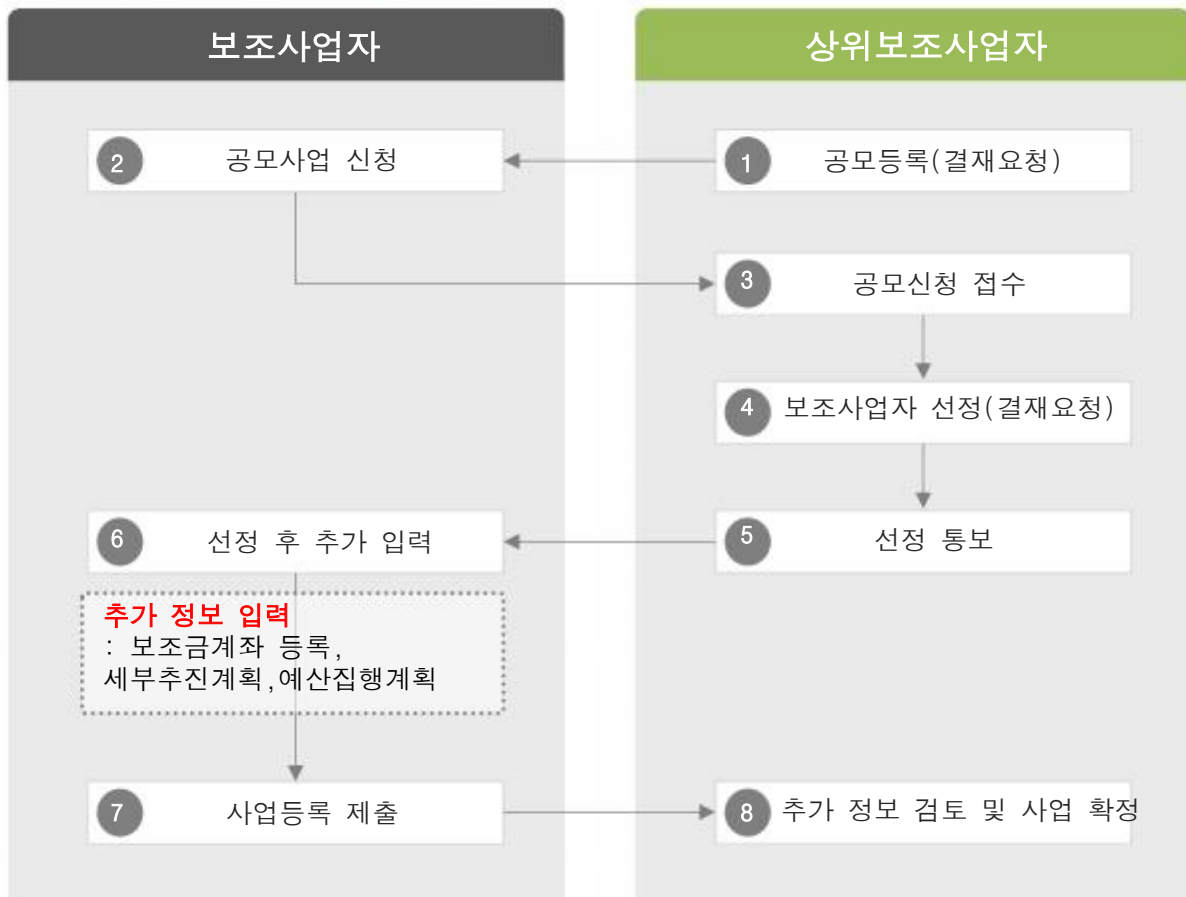 보조사업자
상위보조사업자
1 공모등록(결재요청)
2 공모사업 신청
3 공모신청 접수
4 보조사업자 선정(결재요청)
5 선정 통보
6 선정 후 추가 입력
추가 정보 입력
: 보조금계좌 등록,
세부추진계획,예산집행계획
7 사업등록 제출
8 추가 정보 검토 및 사업 확정